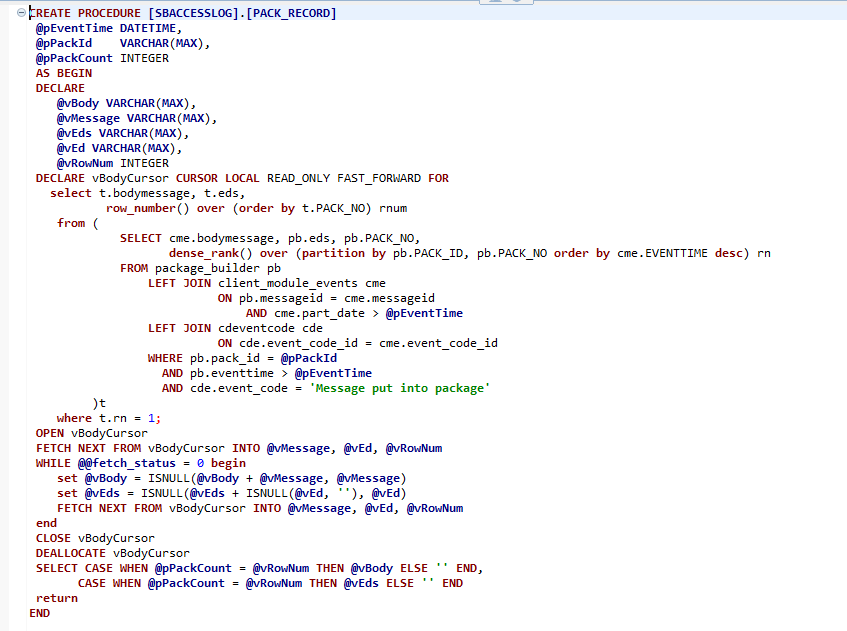 CREATE PROCEDURE [SBACCESSLOG].[PACK_RECORD]
@pEventTime DATETIME,
@pPackId    VARCHAR(MAX),
@pPackCount INTEGER
AS BEGIN
DECLARE
@vBody VARCHAR(MAX),
@vMessage VARCHAR(MAX),
@vEds VARCHAR(MAX),
@vEd VARCHAR(MAX),
@vRowNum INTEGER
DECLARE vBodyCursor CURSOR LOCAL READ_ONLY FAST_FORWARD FOR
select t.bodymessage, t.eds,
row_number() over (order by t.PACK_NO) rnum
from (
SELECT cme.bodymessage, pb.eds, pb.PACK_NO,
dense_rank() over (partition by pb.PACK_ID, pb.PACK_NO order by cme.EVENTTIME desc) rn
FROM package_builder pb
LEFT JOIN client_module_events cme
ON pb.messageid = cme.messageid
AND cme.part_date > @pEventTime
LEFT JOIN cdeventcode cde
ON cde.event_code_id = cme.event_code_id
WHERE pb.pack_id = @pPackId
AND pb.eventtime > @pEventTime
AND cde.event_code = 'Message put into package'
)t
where t.rn = 1;
OPEN vBodyCursor
FETCH NEXT FROM vBodyCursor INTO @vMessage, @vEd, @vRowNum
WHILE @@fetch_status = 0 begin
set @vBody = ISNULL(@vBody + @vMessage, @vMessage)
set @vEds = ISNULL(@vEds + ISNULL(@vEd, ''), @vEd)
FETCH NEXT FROM vBodyCursor INTO @vMessage, @vEd, @vRowNum
end
CLOSE vBodyCursor
DEALLOCATE vBodyCursor
SELECT CASE WHEN @pPackCount = @vRowNum THEN @vBody ELSE '' END,
CASE WHEN @pPackCount = @vRowNum THEN @vEds ELSE '' END
return
END